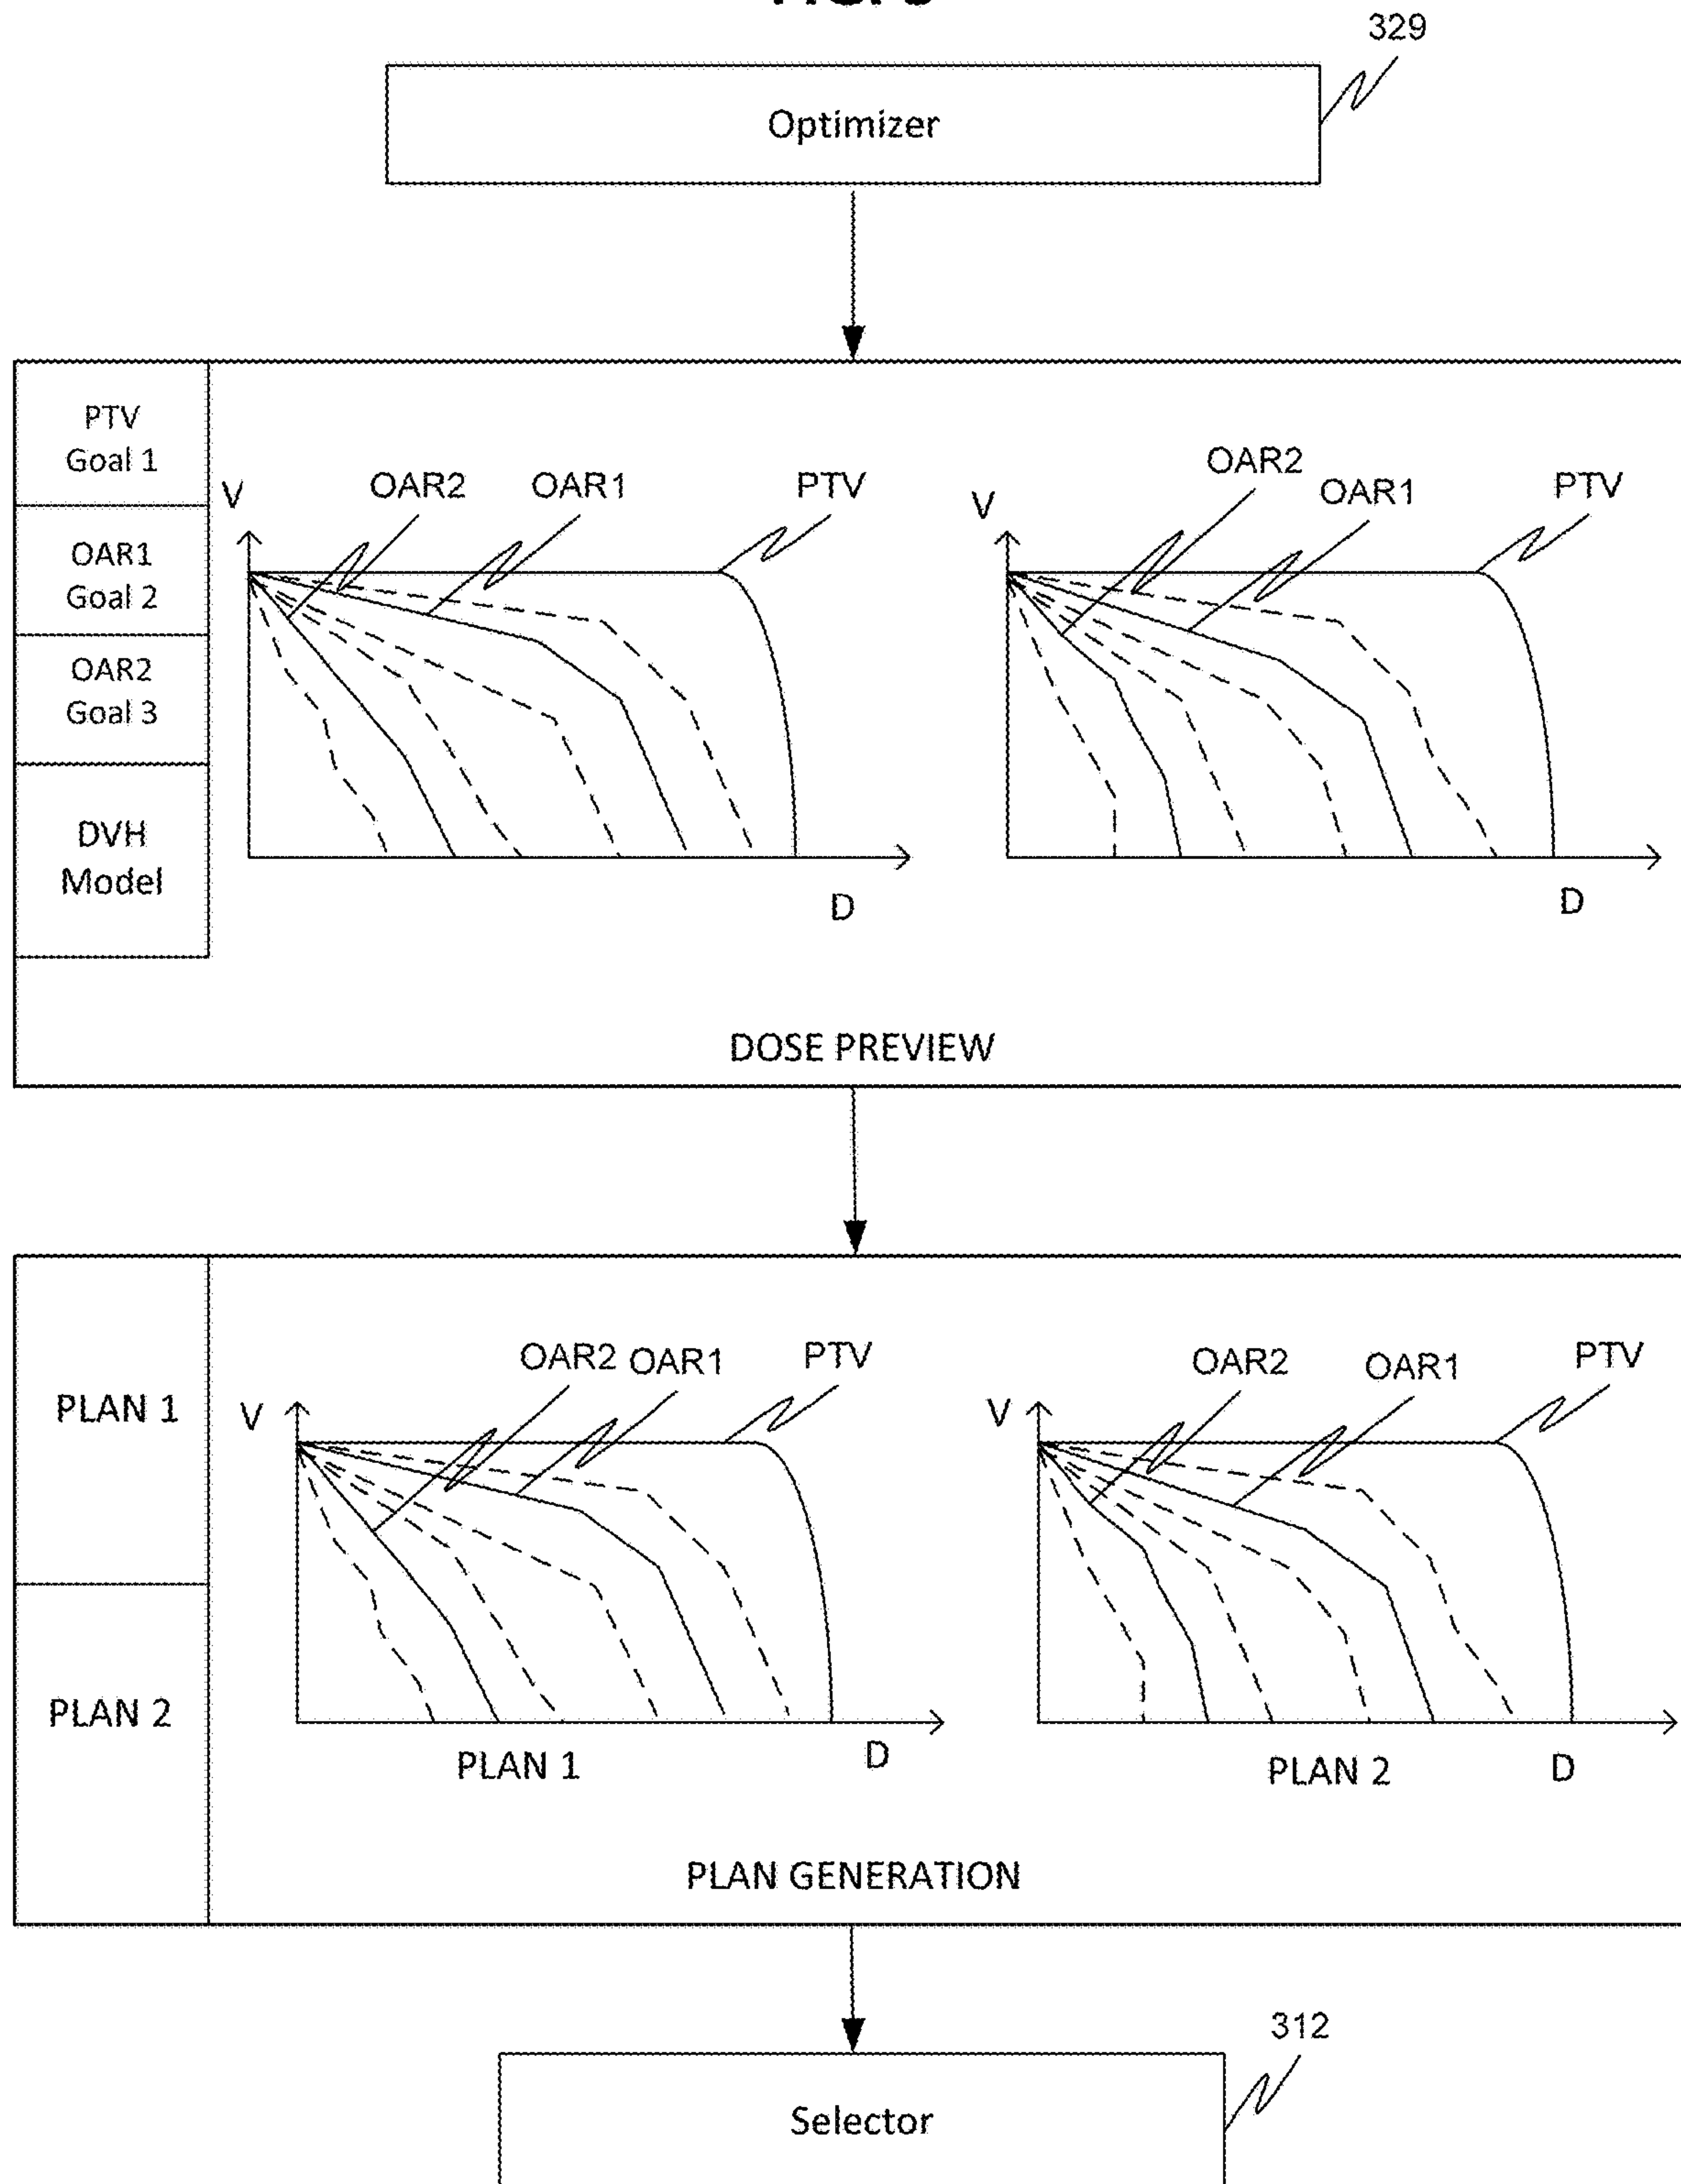 329
Optimizer
PTV
Goal 1
OAR1
Goal 2
OAR2
Goal 3
DVH
Model
V
OAR2
OAR1
PTV
D
V
OAR2
OAR1
PTV
D
DOSE PREVIEW
PLAN 1
PLAN 2
V
OAR2 OAR1
PTV
PLAN 1
D
V
OAR2
OAR1
PTV
PLAN 2
D
PLAN GENERATION
312
Selector